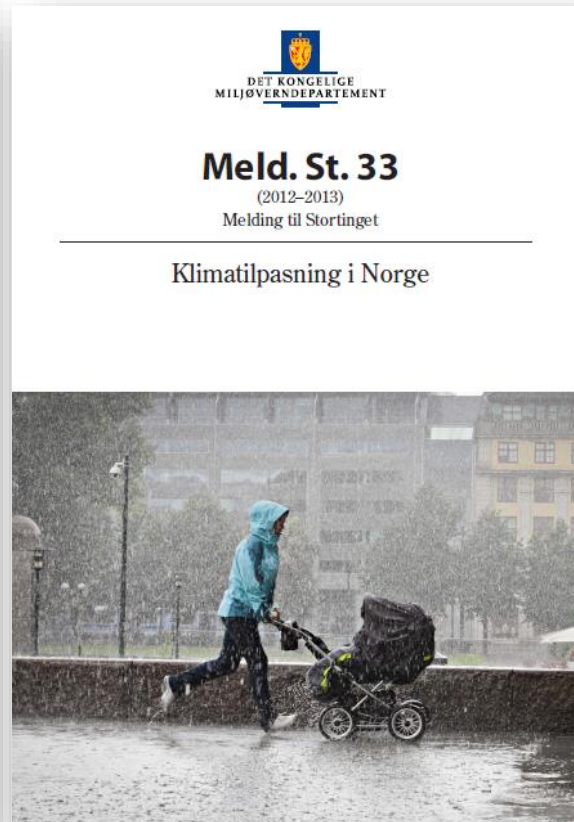 DET KONGELIGE
MILJØVERNDEPARTEMENT
Meld. St. 33
(2012–2013)
Melding til Stortinget
Klimatilpasning i Norge